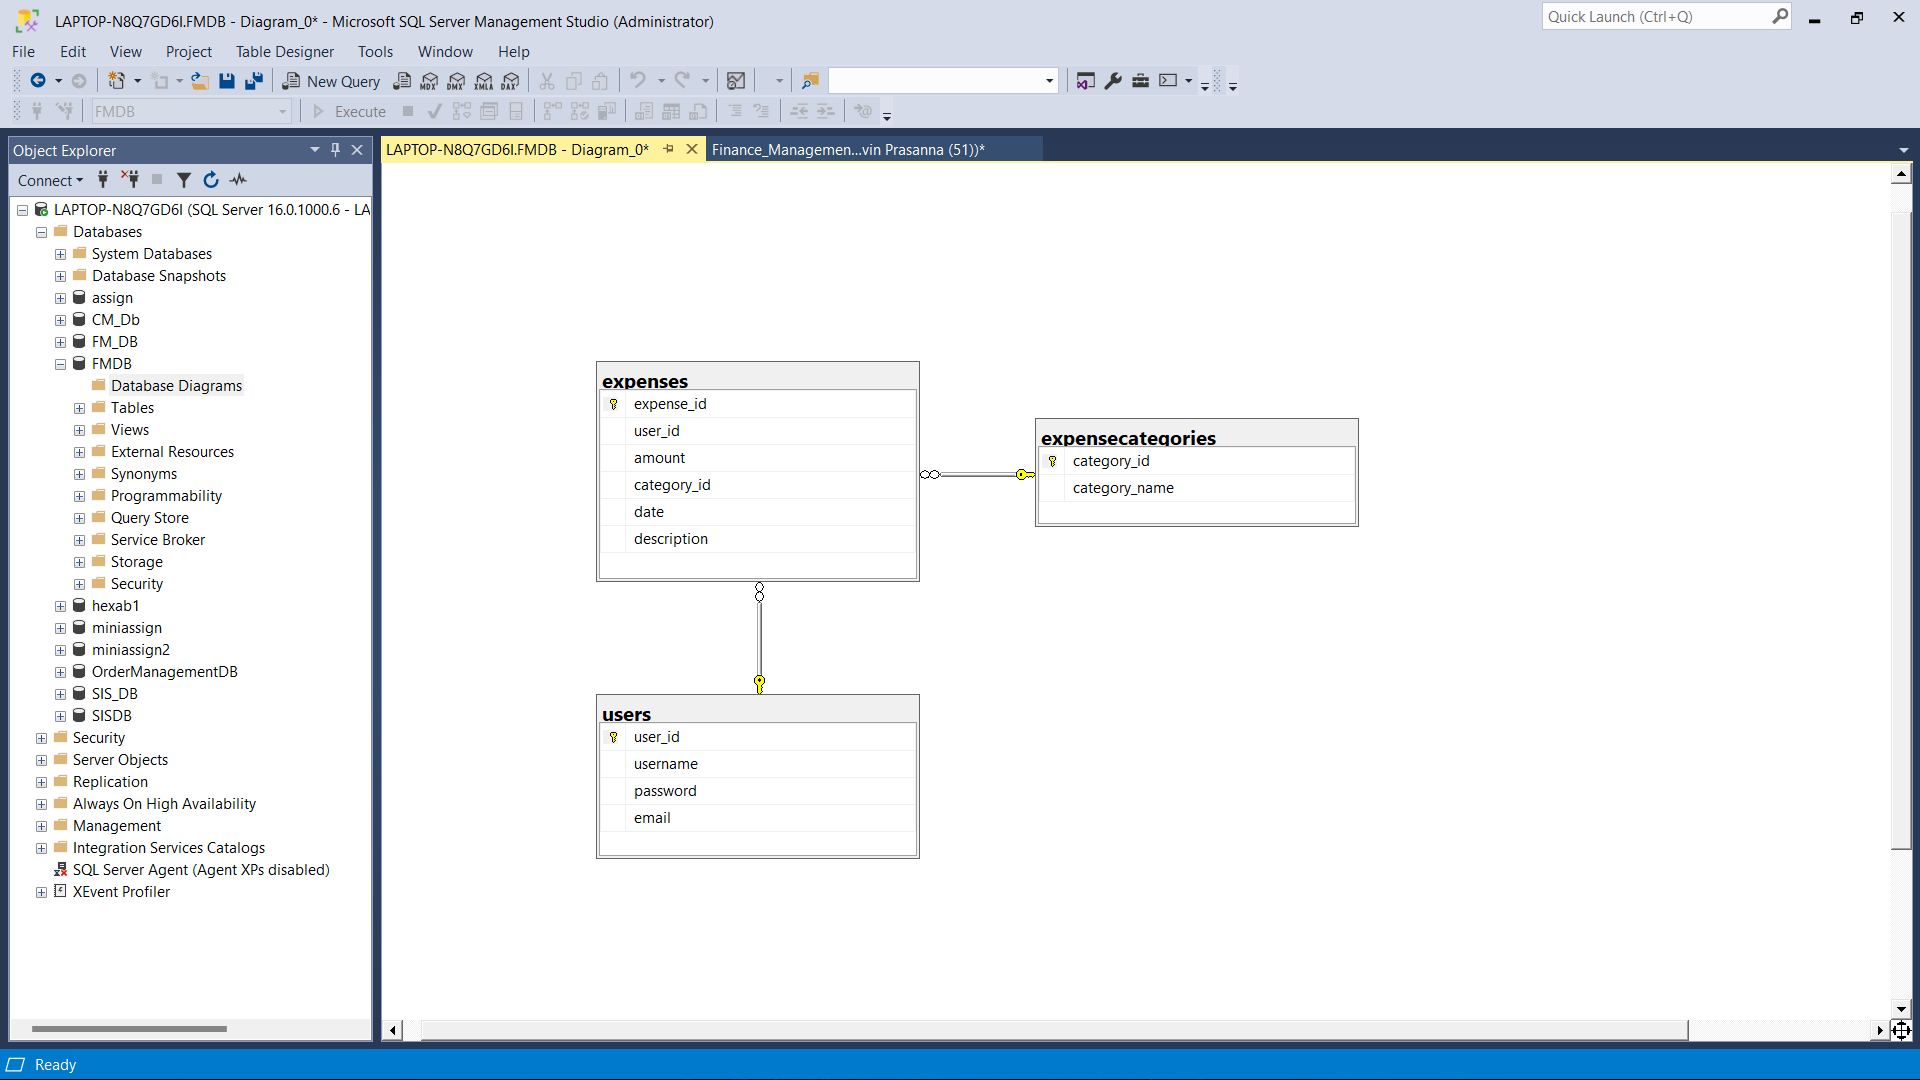 LAPTOP-N8Q7GD6I.FMDB - Diagram_0* - Microsoft SQL Server Management Studio (Administrator)
Quick Launch (Ctrl+Q)
File Edit View Project Table Designer Tools Window Help
New Query MDX DMX XMLA DAX
FMDB Execute
Object Explorer
LAPTOP-N8Q7GD6I.FMDB - Diagram_0*
Finance_Managemen...vin Prasanna (51))*
Connect
LAPTOP-N8Q7GD6I (SQL Server 16.0.1000.6 - LA
Databases
System Databases
Database Snapshots
assign
CM_Db
FM_DB
FMDB
Database Diagrams
Tables
Views
External Resources
Synonyms
Programmability
Query Store
Service Broker
Storage
Security
hexab1
miniassign
miniassign2
OrderManagementDB
SIS_DB
SISDB
Security
Server Objects
Replication
Always On High Availability
Management
Integration Services Catalogs
SQL Server Agent (Agent XPs disabled)
XEvent Profiler
expenses
expense_id
user_id
amount
category_id
date
description
expensecategories
category_id
category_name
users
user_id
username
password
email
Ready